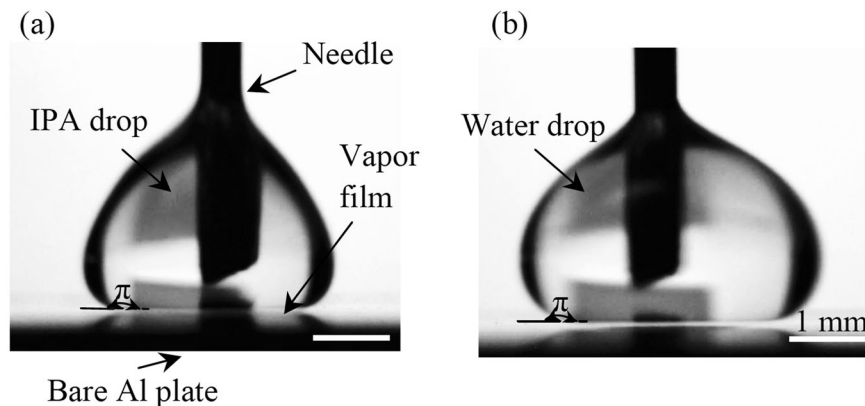 (a)
Needle
IPA drop
Vapor
film
π
Bare Al plate
(b)
Water drop
π
1 mm